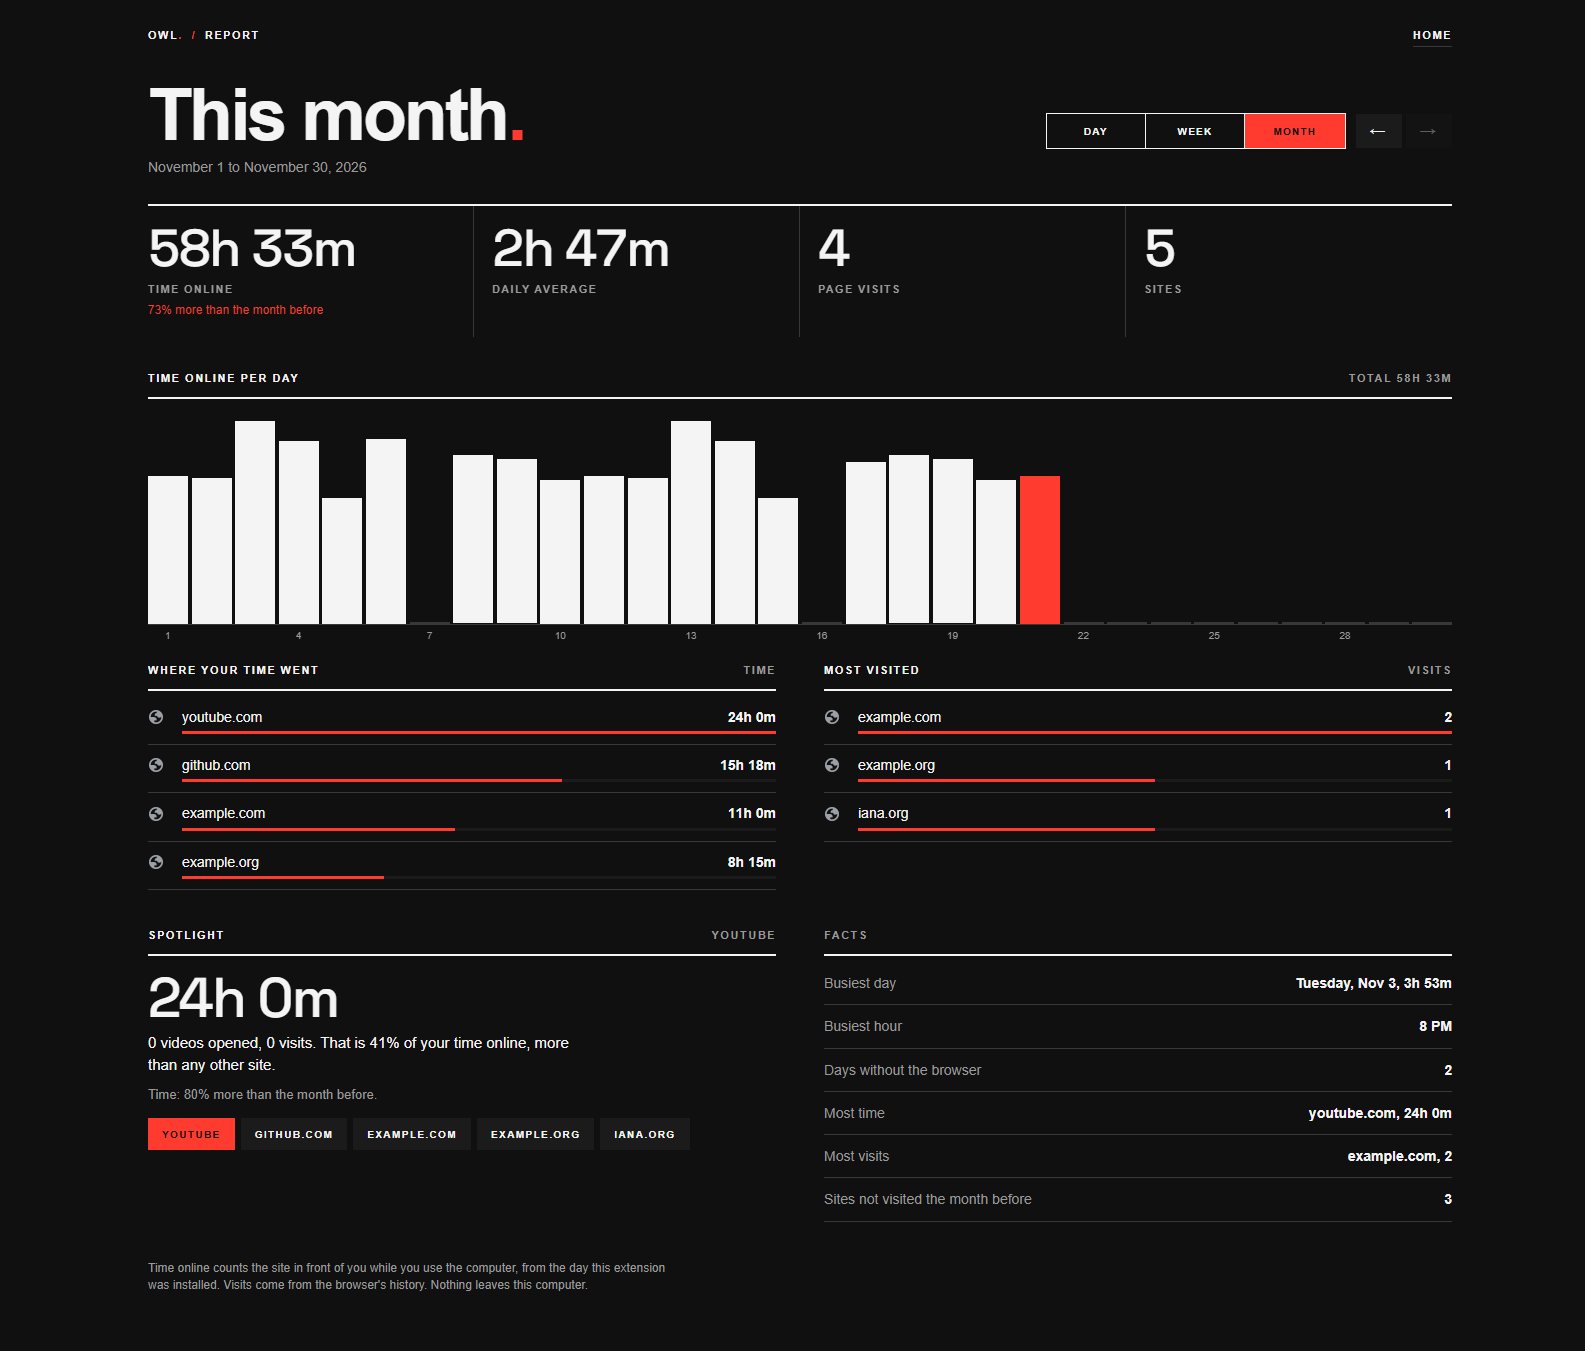 OWL. / REPORT
HOME
This month.
DAY WEEK MONTH ← →
November 1 to November 30, 2026
58h 33m
TIME ONLINE
73% more than the month before
2h 47m
DAILY AVERAGE
4
PAGE VISITS
5
SITES
TIME ONLINE PER DAY
TOTAL 58H 33M
1 4 7 10 13 16 19 22 25 28
WHERE YOUR TIME WENT TIME
youtube.com 24h 0m
github.com 15h 18m
example.com 11h 0m
example.org 8h 15m
MOST VISITED VISITS
example.com 2
example.org 1
iana.org 1
SPOTLIGHT YOUTUBE
24h 0m
0 videos opened, 0 visits. That is 41% of your time online, more
than any other site.
Time: 80% more than the month before.
YOUTUBE GITHUB.COM EXAMPLE.COM EXAMPLE.ORG IANA.ORG
FACTS
Busiest day Tuesday, Nov 3, 3h 53m
Busiest hour 8 PM
Days without the browser 2
Most time youtube.com, 24h 0m
Most visits example.com, 2
Sites not visited the month before 3
Time online counts the site in front of you while you use the computer, from the day this extension
was installed. Visits come from the browser's history. Nothing leaves this computer.